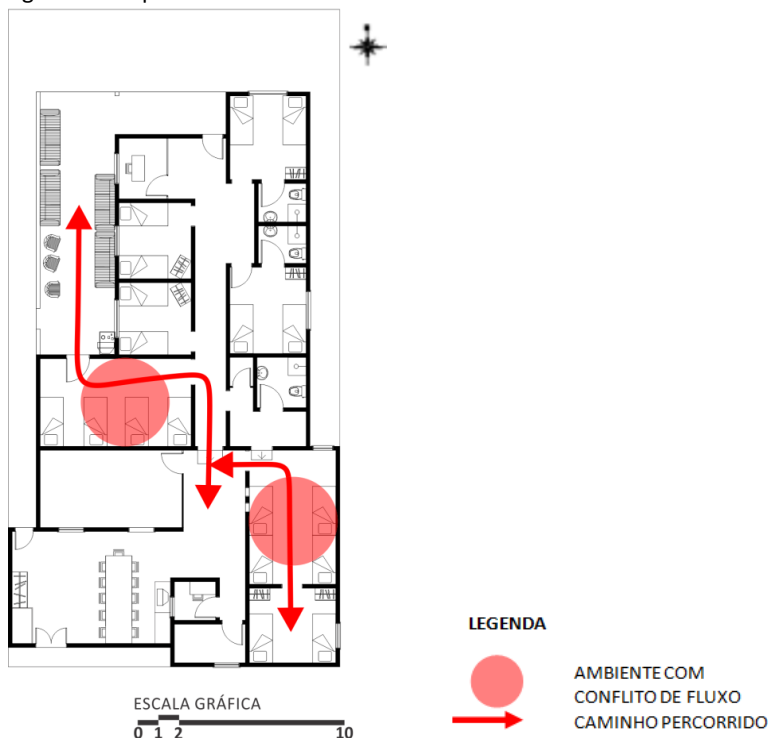 ESCALA GRÁFICA
0 1 2 10
LEGENDA
AMBIENTE COM
CONFLITO DE FLUXO
CAMINHO PERCORRIDO